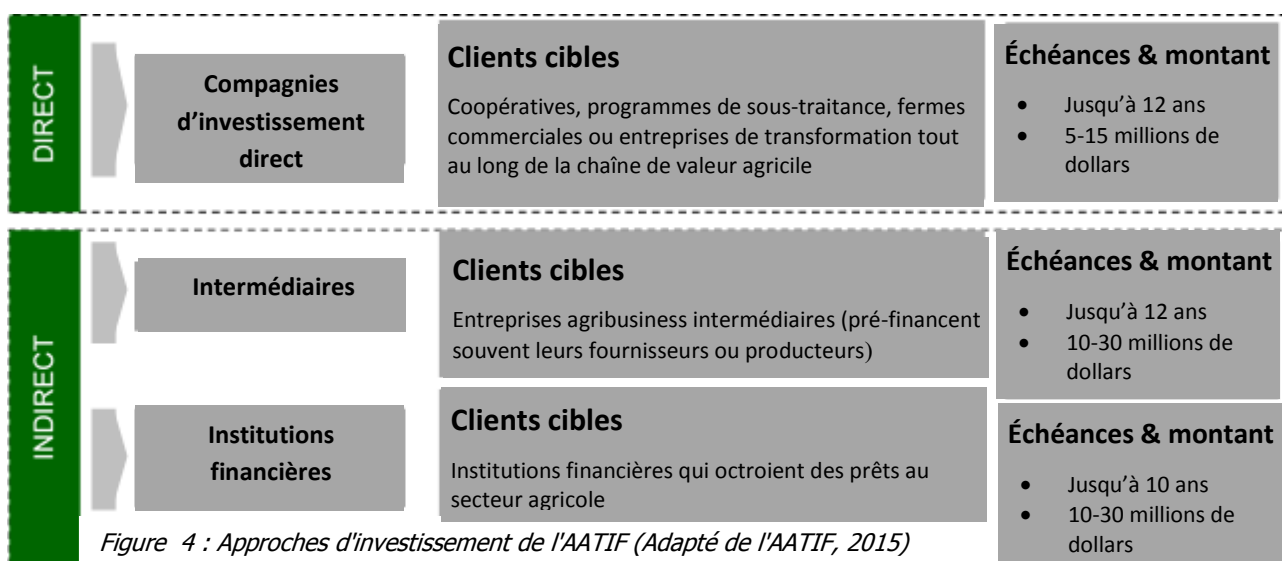 DIRECT
Compagnies
d'investissement
direct
Clients cibles
Coopératives, programmes de sous-traitance, fermes
commerciales ou entreprises de transformation tout
au long de la chaîne de valeur agricile
Échéances & montant
• Jusqu'à 12 ans
• 5-15 millions de
dollars
INDIRECT
Intermédiaires
Clients cibles
Entreprises agribusiness intermédiaires (pré-financent
souvent leurs fournisseurs ou producteurs)
Échéances & montant
• Jusqu'à 12 ans
• 10-30 millions de
dollars
Institutions
financières
Clients cibles
Institutions financières qui octroient des prêts au
secteur agricole
Échéances & montant
• Jusqu'à 10 ans
• 10-30 millions de
dollars
Figure 4 : Approches d'investissement de l'AATIF (Adapté de l'AATIF, 2015)